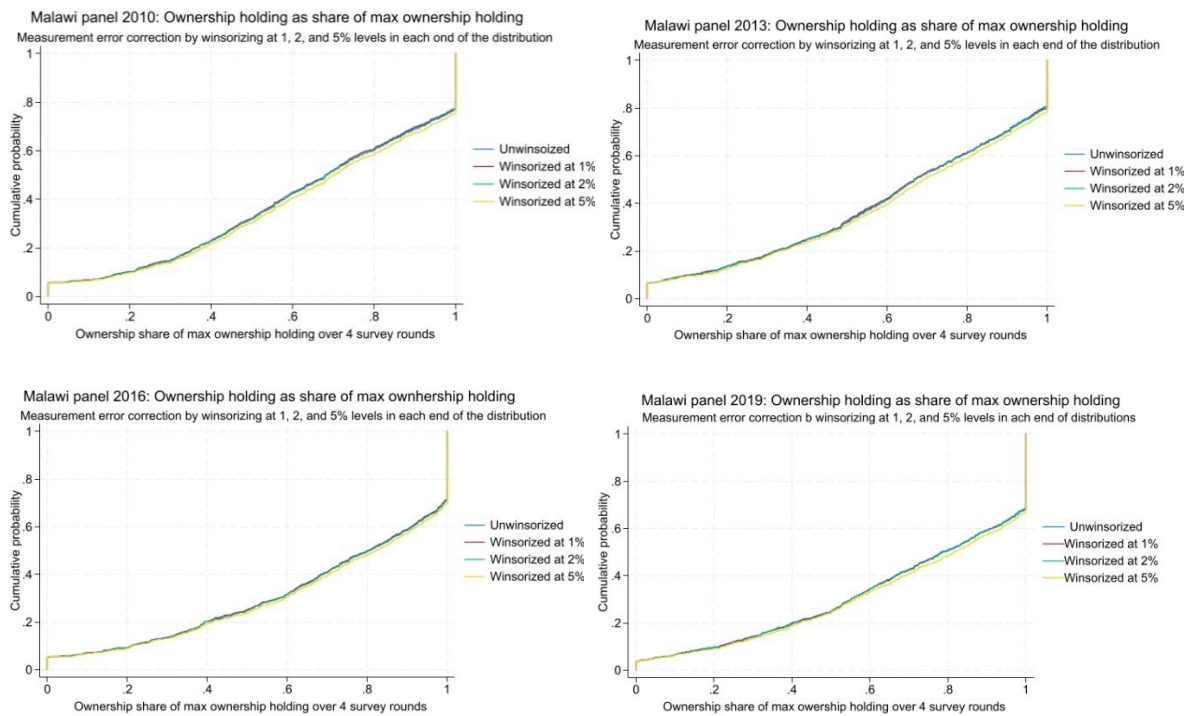 Malawi panel 2010: Ownership holding as share of max ownership holding
Measurement error correction by winsorizing at 1, 2, and 5% levels in each ond of the distribution
Cumulative probability
1
.8
.6
.4
.2
0
0 .2 .4 .6 .8 1
Ownership share of max ownership holding over 4 survey rounds
Unwinsoized
Winsorized at 1%
Winsorized at 2%
Winsorized at 5%
Malawi panel 2013: Ownership holding as share of max ownership holding
Measurement error correction by winsorizing at 1, 2, and 5% levels in each end of the distribution
Cumulative probability
1
.8
.6
.4
.2
0
0 .2 .4 .6 .8 1
Ownership share of max ownership holding over 4 survey rounds
Unwinsorized
Winsorized at 1%
Winsorized at 2%
Winsorized at 5%
Malawi panel 2016: Ownership holding as share of max ownhership holding
Measurement error correction by winsorizing at 1, 2, and 5% levels in each end of the distribution
Cumulative probability
1
.8
.6
.4
.2
0
0 .2 .4 .6 .8 1
Ownership share of max ownership holding over 4 survey rounds
Unwinsorized
Winsorized at 1%
Winsorized at 2%
Winsorized at 5%
Malawi panel 2019: Ownership holding as share of max ownership holding
Measurement error correction b winsorizing at 1, 2, and 5% levels in ach end of distributions
Cumulative probability
1
.8
.6
.4
.2
0
0 .2 .4 .6 .8 1
Ownership share of max owership holding over 4 survey rounds
Unwinsorized
Winsorized at 1%
Winsorized at 2%
Winsorized at 5%